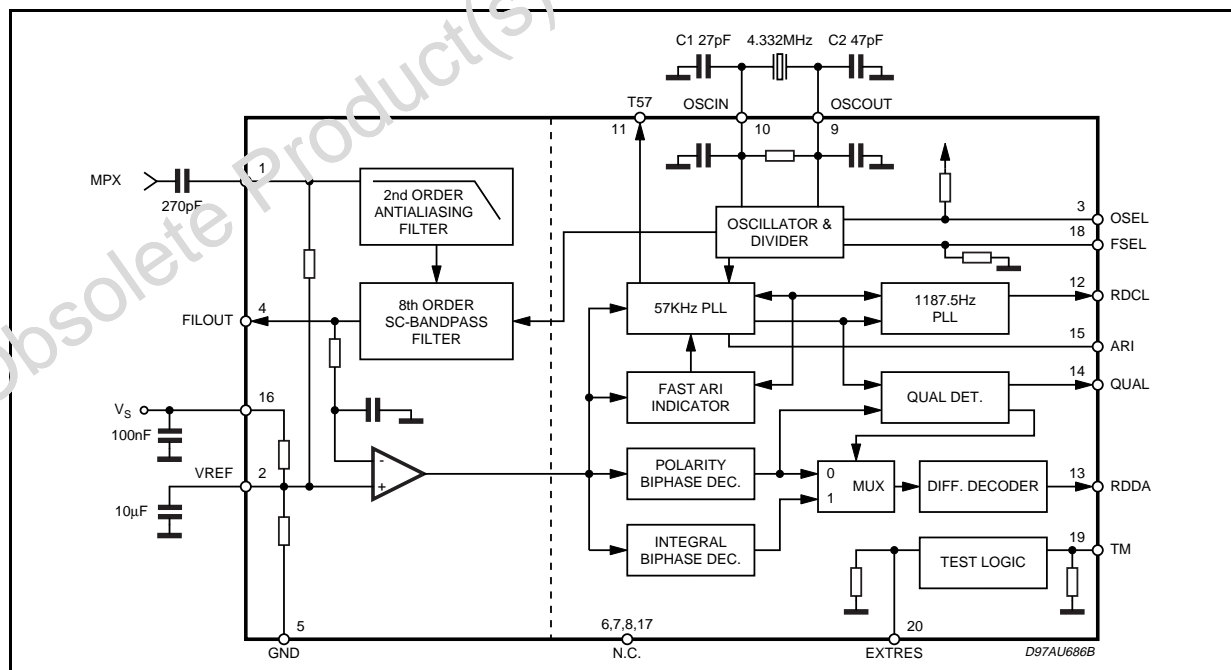 Obsolete Product(s)
C1 27pF
4.332MHz
C2 47pF
T57
OSCIN
OSCOUT
11
10
9
MPX
270pF
1
2nd ORDER
ANTIALIASING
FILTER
OSCILLATOR &
DIVIDER
3
OSEL
18
FSEL
FILOUT
4
8th ORDER
SC-BANDPASS
FILTER
57KHz PLL
1187.5Hz
PLL
12
RDCL
15
ARI
14
QUAL
FAST ARI
INDICATOR
QUAL DET.
VS
16
100nF
VREF
2
10µF
-
+
POLARITY
BIPHASE DEC.
0
1
MUX
DIFF. DECODER
13
RDDA
INTEGRAL
BIPHASE DEC.
19
TM
TEST LOGIC
5
GND
6,7,8,17
N.C.
20
EXTRES
D97AU686B